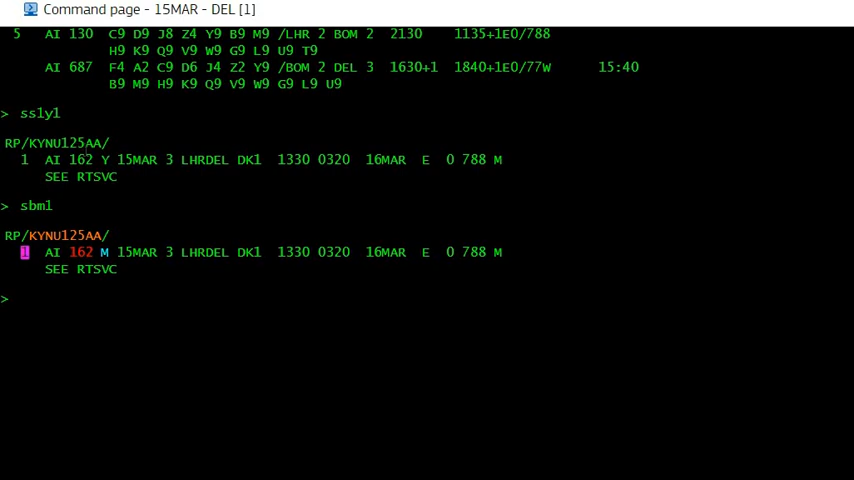 Command page - 15MAR - DEL [1]
5 AI 130 C9 D9 J8 Z4 Y9 B9 M9 /LHR 2 BOM 2 2130 1135+1E0/788
H9 K9 Q9 V9 W9 G9 L9 U9 T9
AI 687 F4 A2 C9 D6 J4 Z2 Y9 /BOM 2 DEL 3 1630+1 1840+1E0/77W 15:40
B9 M9 H9 K9 Q9 V9 W9 G9 L9 U9
> ssly1
RP/KYNU125AA/
1 AI 162 Y 15MAR 3 LHRDEL DK1 1330 0320 16MAR E 0 788 M
SEE RTSVC
> sbm1
RP/KYNU125AA/
1 AI 162 M 15MAR 3 LHRDEL DK1 1330 0320 16MAR E 0 788 M
SEE RTSVC
>